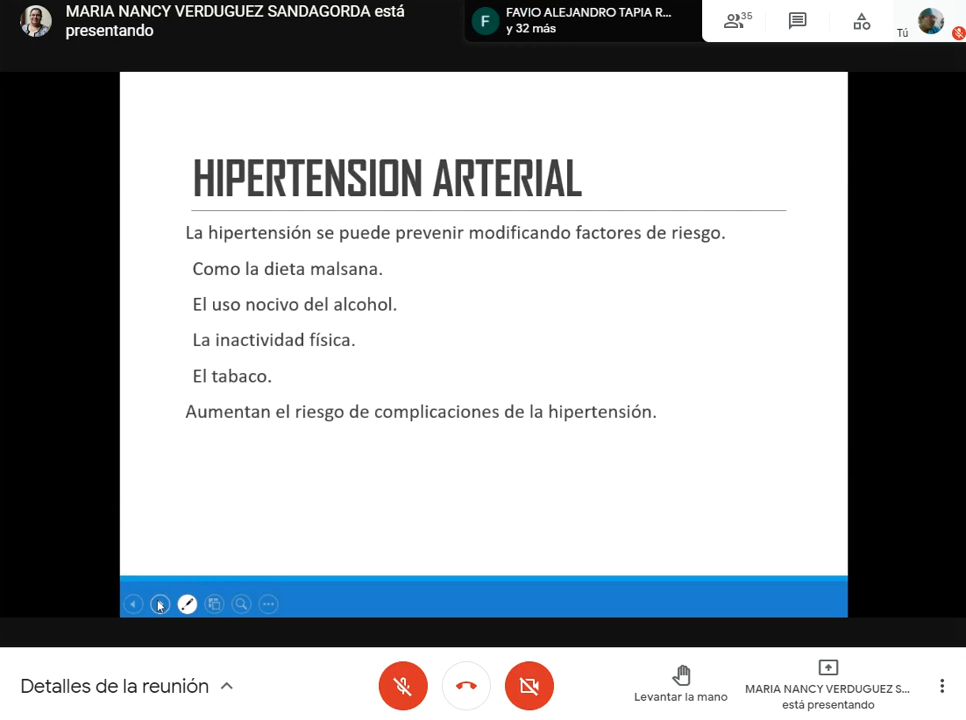 MARIA NANCY VERDUGUEZ SANDAGORDA está
presentando
F
FAVIO ALEJANDRO TAPIA R...
y 32 más
35
Tú
HIPERTENSION ARTERIAL
La hipertensión se puede prevenir modificando factores de riesgo.
Como la dieta malsana.
El uso nocivo del alcohol.
La inactividad física.
El tabaco.
Aumentan el riesgo de complicaciones de la hipertensión.
Detalles de la reunión
Levantar la mano
MARIA NANCY VERDUGUEZ S...
está presentando